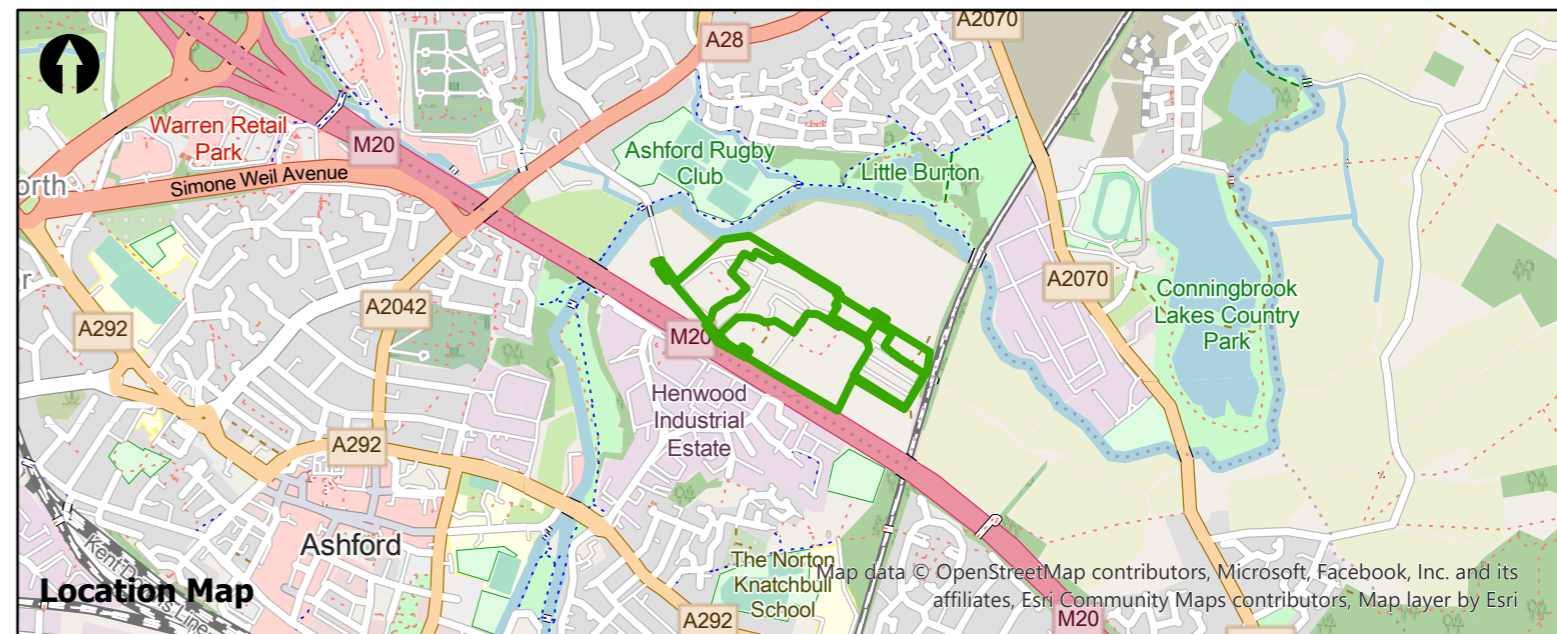 A28
A2070
Warren Retail
Park
M20
Simone Weil Avenue
orth
Ashford Rugby
Club
Little Burton
A2070
Conningbrook
Lakes Country
Park
A292
A2042
M20
Henwood
Industrial
Estate
A292
Ashford
The Norton
Knatchbull
School
A292
M20
Location Map
Map data © OpenStreetMap contributors, Microsoft, Facebook, Inc. and its
affiliates, Esri Community Maps contributors, Map layer by Esri